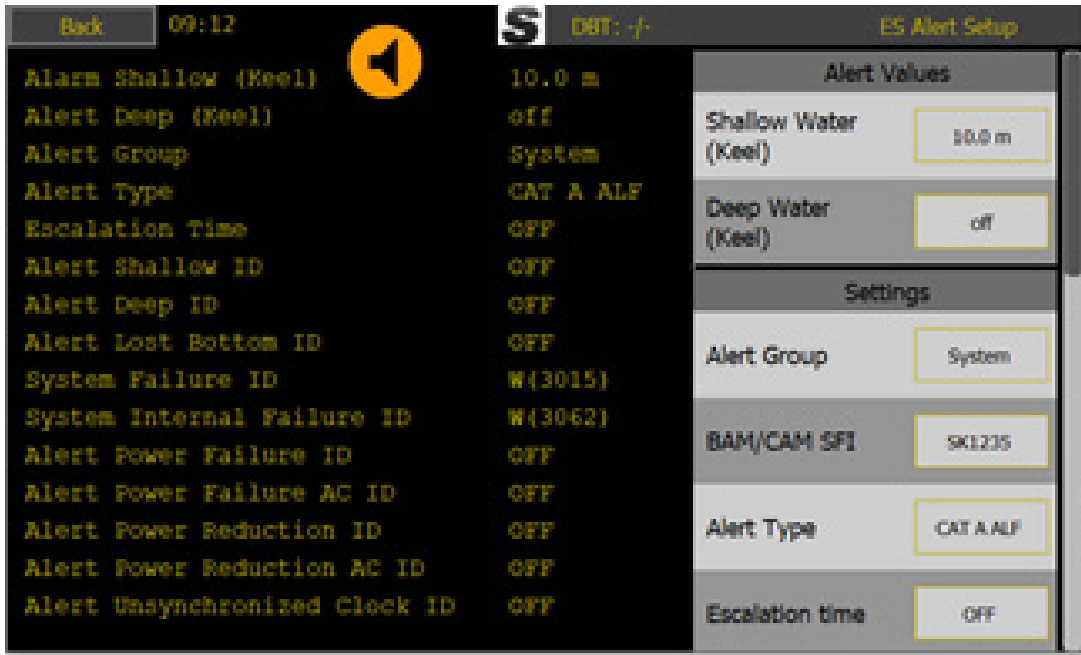 Back 09:12 S DBT: -/- ES Alert Setup
Alarm Shallow (Keel) 10.0 m
Alert Deep (Keel) off
Alert Group System
Alert Type CAT A ALF
Escalation Time OFF
Alert Shallow ID OFF
Alert Deep ID OFF
Alert Lost Bottom ID OFF
System Failure ID W(3015)
System Internal Failure ID W(3062)
Alert Power Failure ID OFF
Alert Power Failure AC ID OFF
Alert Power Reduction ID OFF
Alert Power Reduction AC ID OFF
Alert Unsynchronized Clock ID OFF
Alert Values
Shallow Water
(Keel) 10.0 m
Deep Water
(Keel) off
Settings
Alert Group System
BAM/CAM SFI SK1235
Alert Type CAT A ALF
Escalation time OFF